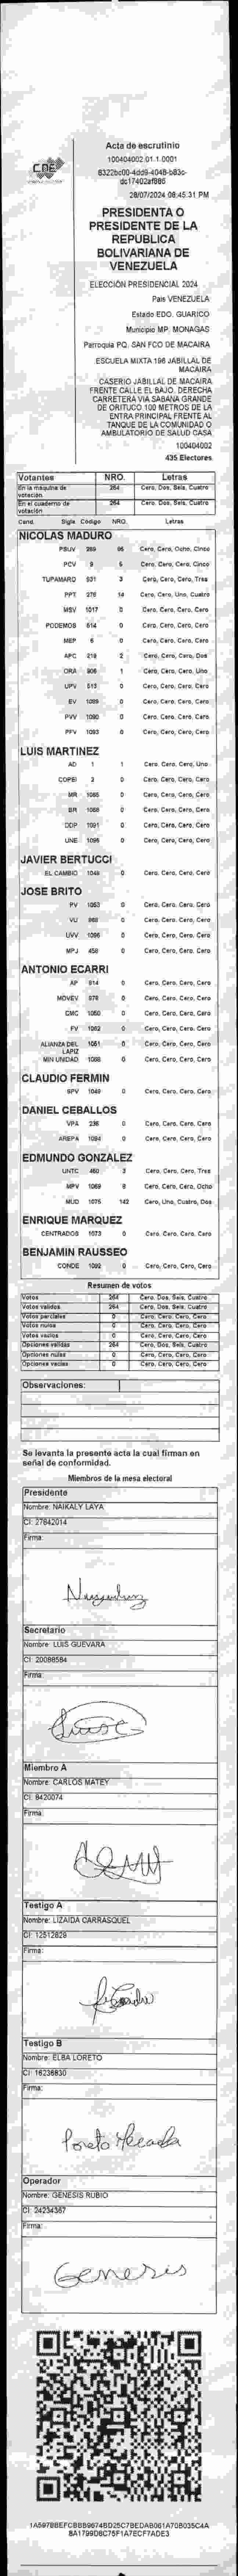 CNE
Acta de escrutinio
100404002.01.1.0001
28/07/2024 08:45:31 PM
PRESIDENTA O
PRESIDENTE DE LA
REPÚBLICA
BOLIVARIANA DE
VENEZUELA
ELECCIÓN PRESIDENCIAL 2024
País VENEZUELA
Estado EDO. GUARICO
Municipio MP. MONAGAS
Parroquia PQ. SAN FCO DE MACAIRA
ESCUELA MIXTA 196 JABILLAL DE
MACAIRA
CASERIO JABILLAL DE MACAIRA
FRENTE CALLE EL BAJO. DERECHA
CARRETERA VIA SABANA GRANDE
DE ORITUCO 100 METROS DE LA
ENTRA PRINCIPAL FRENTE AL
TANQUE DE LA COMUNIDAD O
AMBULATORIO DE SALUD CASA
100404002
435 Electores
Votantes NRO. Letras
En la máquina de votación 264 Cero, Dos, Seis, Cuatro
En el cuaderno de votación 264 Cero, Dos, Seis, Cuatro
Cand. Sigla Código NRO. Letras
NICOLAS MADURO
PSUV 289 85 Cero, Cero, Ocho, Cinco
PCV 9 5 Cero, Cero, Cero, Cinco
TUPAMARO 531 3 Cero, Cero, Cero, Tres
PPT 276 14 Cero, Cero, Uno, Cuatro
MSV 1017 0 Cero, Cero, Cero, Cero
PODEMOS 614 0 Cero, Cero, Cero, Cero
MEP 6 0 Cero, Cero, Cero, Cero
APC 218 2 Cero, Cero, Cero, Dos
ORA 906 1 Cero, Cero, Cero, Uno
UPV 513 0 Cero, Cero, Cero, Cero
EV 1089 0 Cero, Cero, Cero, Cero
PVV 1090 0 Cero, Cero, Cero, Cero
PFV 1093 0 Cero, Cero, Cero, Cero
LUIS MARTINEZ
AD 1 1 Cero, Cero, Cero, Uno
COPEI 3 0 Cero, Cero, Cero, Cero
MR 1065 0 Cero, Cero, Cero, Cero
BR 1058 0 Cero, Cero, Cero, Cero
DDP 1091 0 Cero, Cero, Cero, Cero
UNE 1095 0 Cero, Cero, Cero, Cero
JAVIER BERTUCCI
EL CAMBIO 1048 0 Cero, Cero, Cero, Cero
JOSE BRITO
PV 1053 0 Cero, Cero, Cero, Cero
VU 868 0 Cero, Cero, Cero, Cero
UVV 1096 0 Cero, Cero, Cero, Cero
MPJ 458 0 Cero, Cero, Cero, Cero
ANTONIO ECARRI
AP 914 0 Cero, Cero, Cero, Cero
MOVEV 978 0 Cero, Cero, Cero, Cero
CMC 1050 0 Cero, Cero, Cero, Cero
FV 1062 0 Cero, Cero, Cero, Cero
ALIANZA DEL LAPIZ 1061 0 Cero, Cero, Cero, Cero
MIN UNIDAD 1088 0 Cero, Cero, Cero, Cero
CLAUDIO FERMIN
SPV 1049 0 Cero, Cero, Cero, Cero
DANIEL CEBALLOS
VPA 236 0 Cero, Cero, Cero, Cero
AREPA 1094 0 Cero, Cero, Cero, Cero
EDMUNDO GONZALEZ
UNTC 460 3 Cero, Cero, Cero, Tres
MPV 1069 8 Cero, Cero, Cero, Ocho
MUD 1075 142 Cero, Uno, Cuatro, Dos
ENRIQUE MARQUEZ
CENTRADOS 1073 0 Cero, Cero, Cero, Cero
BENJAMIN RAUSSEO
CONDE 1092 0 Cero, Cero, Cero, Cero
Resumen de votos
Votos 264 Cero, Dos, Seis, Cuatro
Votos validos 264 Cero, Dos, Seis, Cuatro
Votos parciales 0 Cero, Cero, Cero, Cero
Votos nulos 0 Cero, Cero, Cero, Cero
Votos vacios 0 Cero, Cero, Cero, Cero
Opciones validas 264 Cero, Dos, Seis, Cuatro
Opciones nulas 0 Cero, Cero, Cero, Cero
Opciones vacias 0 Cero, Cero, Cero, Cero
Observaciones:
Se levanta la presente acta la cual firman en
señal de conformidad.
Miembros de la mesa electoral
Presidente
Nombre: NAIKALY LAYA
CI: 27842014
Firma:
Secretario
Nombre: LUIS GUEVARA
CI: 20088584
Firma:
Miembro A
Nombre: CARLOS MATEY
CI: 8420074
Firma:
Testigo A
Nombre: LIZAIDA CARRASQUEL
CI: 12512829
Firma:
Testigo B
Nombre: ELBA LORETO
CI: 16236830
Firma:
Operador
Nombre: GENESIS RUBIO
CI: 24234367
Firma:
Genesis